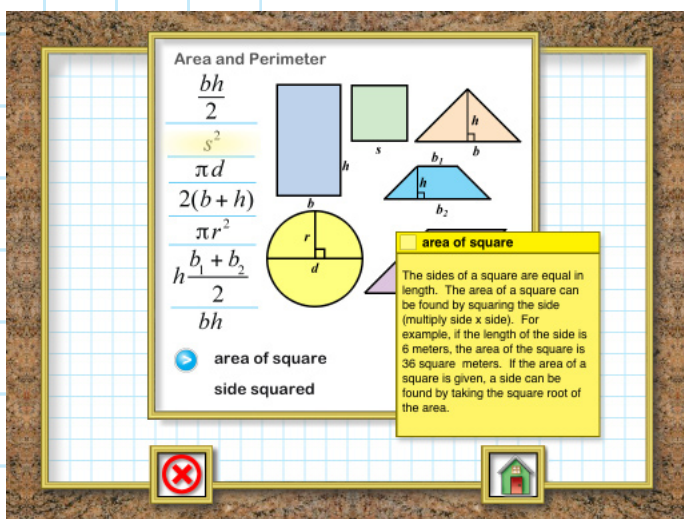 Area and Perimeter
bh
2
s²
πd
2(b + h)
πr²
h b₁ + b₂
2
bh
h
b
s
h
b
b₁
h
b₂
r
d
area of square
side squared
area of square
The sides of a square are equal in
length. The area of a square can
be found by squaring the side
(multiply side x side). For
example, if the length of the side is
6 meters, the area of the square is
36 square meters. If the area of a
square is given, a side can be
found by taking the square root of
the area.